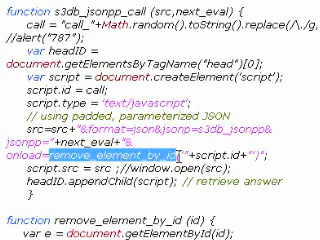 function s3db_jsonpp_call (src,next_eval) {
call = "call_"+Math.random().toString().replace(/\./g,
//alert("787");
var headID =
document.getElementsByTagName("head")[0];
var script = document.createElement('script');
script.id = call;
script.type = 'text/javascript';
// using padded, parameterized JSON
src=src+"&format=json&jsonp=s3db_jsonpp&
jsonpp="+next_eval+"&
onload=remove_element_by_id('"+script.id+"')";
script.src = src ;//window.open(src);
headID.appendChild(script); // retrieve answer
}
function remove_element_by_id (id) {
var e = document.getElementById(id);